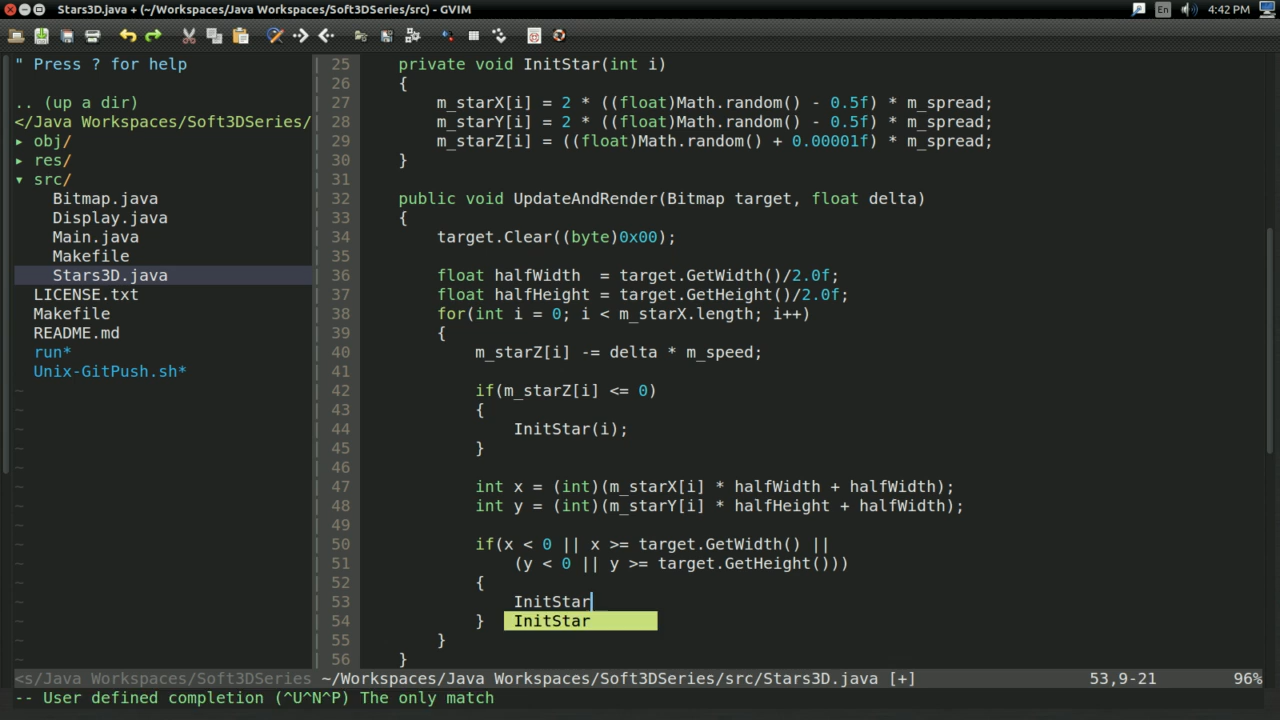 Stars3D.java + (~/Workspaces/Java Workspaces/Soft3DSeries/src) - GVIM
En
4:42 PM
" Press ? for help
.. (up a dir)
</Java Workspaces/Soft3DSeries/
▸ obj/
▸ res/
▾ src/
Bitmap.java
Display.java
Main.java
Makefile
Stars3D.java
LICENSE.txt
Makefile
README.md
run*
Unix-GitPush.sh*
25 private void InitStar(int i)
26 {
27 m_starX[i] = 2 * ((float)Math.random() - 0.5f) * m_spread;
28 m_starY[i] = 2 * ((float)Math.random() - 0.5f) * m_spread;
29 m_starZ[i] = ((float)Math.random() + 0.00001f) * m_spread;
30 }
31
32 public void UpdateAndRender(Bitmap target, float delta)
33 {
34 target.Clear((byte)0x00);
35
36 float halfWidth  = target.GetWidth()/2.0f;
37 float halfHeight = target.GetHeight()/2.0f;
38 for(int i = 0; i < m_starX.length; i++)
39 {
40 m_starZ[i] -= delta * m_speed;
41
42 if(m_starZ[i] <= 0)
43 {
44 InitStar(i);
45 }
46
47 int x = (int)(m_starX[i] * halfWidth + halfWidth);
48 int y = (int)(m_starY[i] * halfHeight + halfWidth);
49
50 if(x < 0 || x >= target.GetWidth() ||
51 (y < 0 || y >= target.GetHeight()))
52 {
53 InitStar
54 } InitStar
55 }
56 }
<s/Java Workspaces/Soft3DSeries ~/Workspaces/Java Workspaces/Soft3DSeries/src/Stars3D.java [+] 53,9-21 96%
-- User defined completion (^U^N^P) The only match